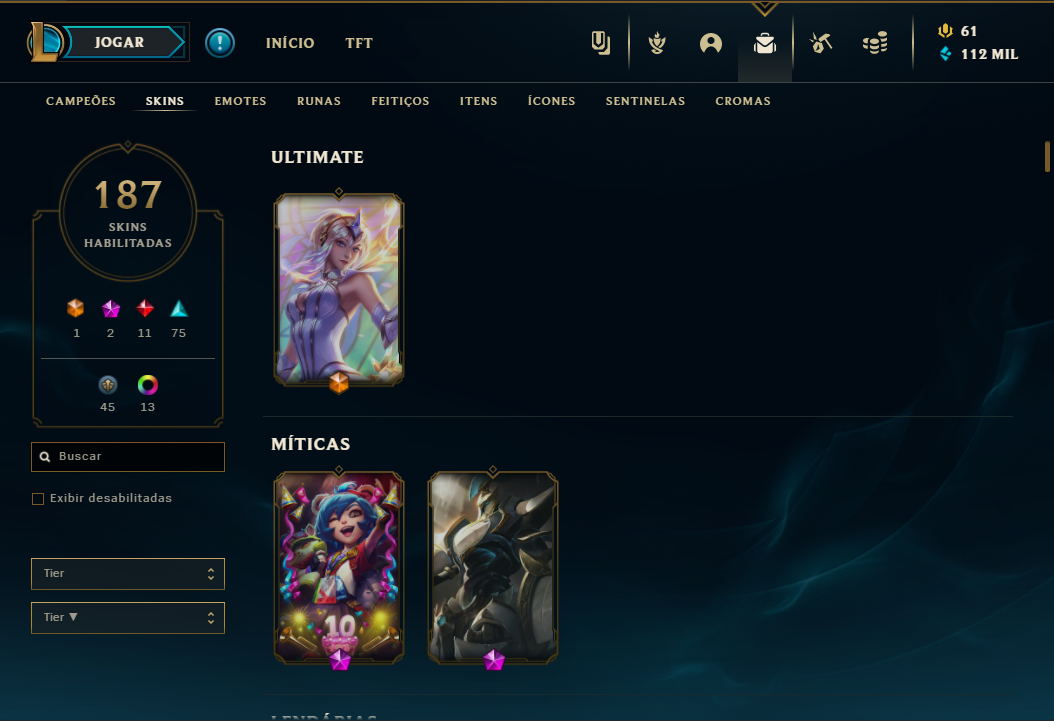 JOGAR
INÍCIO
TFT
61
112 MIL
CAMPEÕES
SKINS
EMOTES
RUNAS
FEITIÇOS
ITENS
ÍCONES
SENTINELAS
CROMAS
187
SKINS
HABILITADAS
1
2
11
75
45
13
Buscar
Exibir desabilitadas
Tier
Tier ▼
ULTIMATE
MÍTICAS
10
LENDÁRIAS